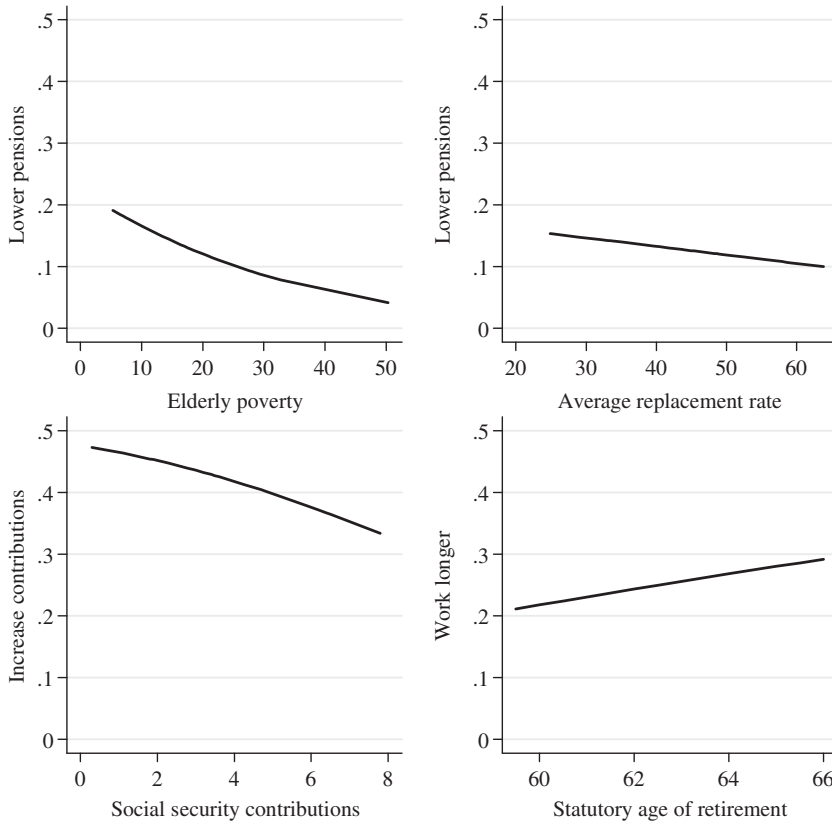 .5
.4
.3
.2
.1
0
Lower pensions
0 10 20 30 40 50
Elderly poverty
.5
.4
.3
.2
.1
0
Lower pensions
20 30 40 50 60
Average replacement rate
.5
.4
.3
.2
.1
0
Increase contributions
0 2 4 6 8
Social security contributions
.5
.4
.3
.2
.1
0
Work longer
60 62 64 66
Statutory age of retirement